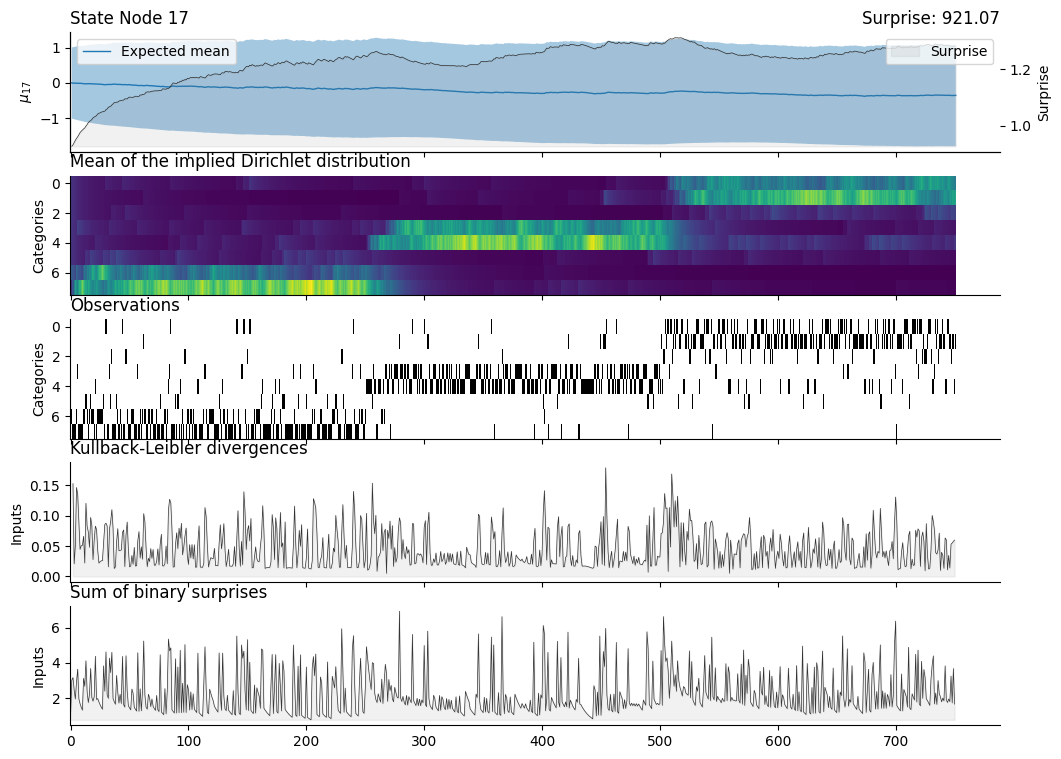 State Node 17 Surprise: 921.07
Expected mean
Surprise
1
0
−1
μ17
1.2
1.0
Surprise
Mean of the implied Dirichlet distribution
0
2
4
6
Categories
Observations
0
2
4
6
Categories
Kullback-Leibler divergences
0.15
0.10
0.05
0.00
Inputs
Sum of binary surprises
6
4
2
Inputs
0 100 200 300 400 500 600 700